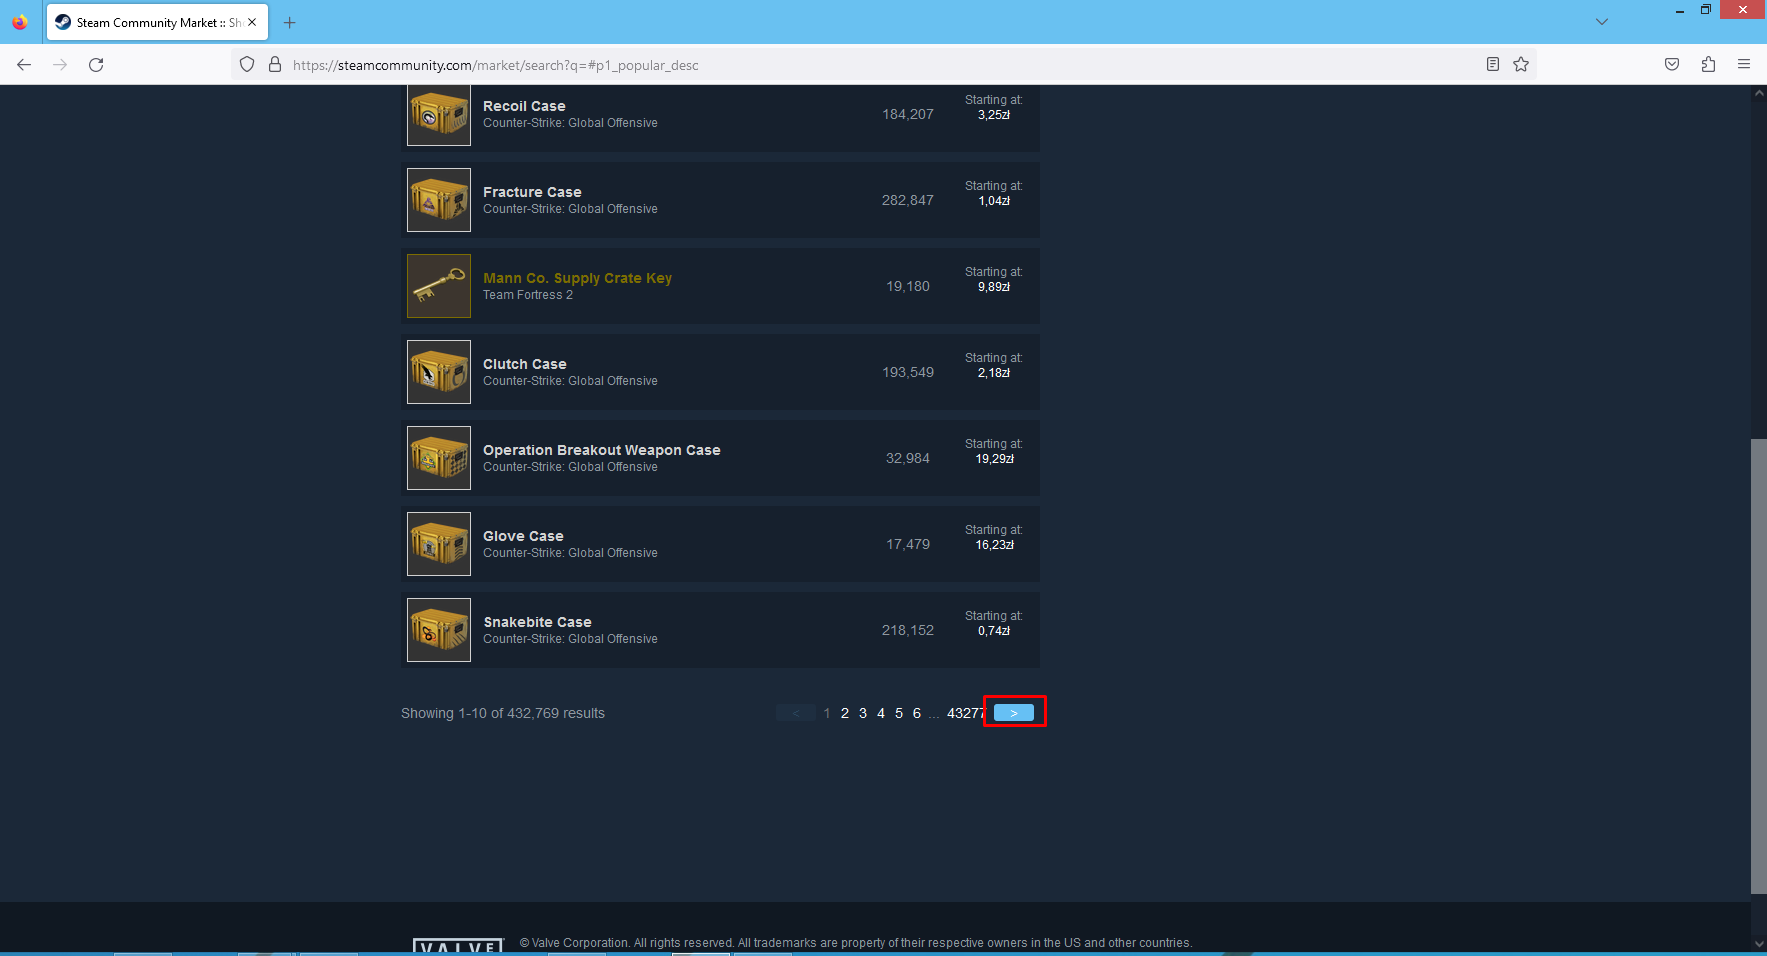 Steam Community Market :: Sh
https://steamcommunity.com/market/search?q=#p1_popular_desc
Recoil Case
Counter-Strike: Global Offensive
184,207
Starting at:
3,25zł
Fracture Case
Counter-Strike: Global Offensive
282,847
Starting at:
1,04zł
Mann Co. Supply Crate Key
Team Fortress 2
19,180
Starting at:
9,89zł
Clutch Case
Counter-Strike: Global Offensive
193,549
Starting at:
2,18zł
Operation Breakout Weapon Case
Counter-Strike: Global Offensive
32,984
Starting at:
19,29zł
Glove Case
Counter-Strike: Global Offensive
17,479
Starting at:
16,23zł
Snakebite Case
Counter-Strike: Global Offensive
218,152
Starting at:
0,74zł
Showing 1-10 of 432,769 results
< 1 2 3 4 5 6 ... 43277 >
VALVE
© Valve Corporation. All rights reserved. All trademarks are property of their respective owners in the US and other countries.